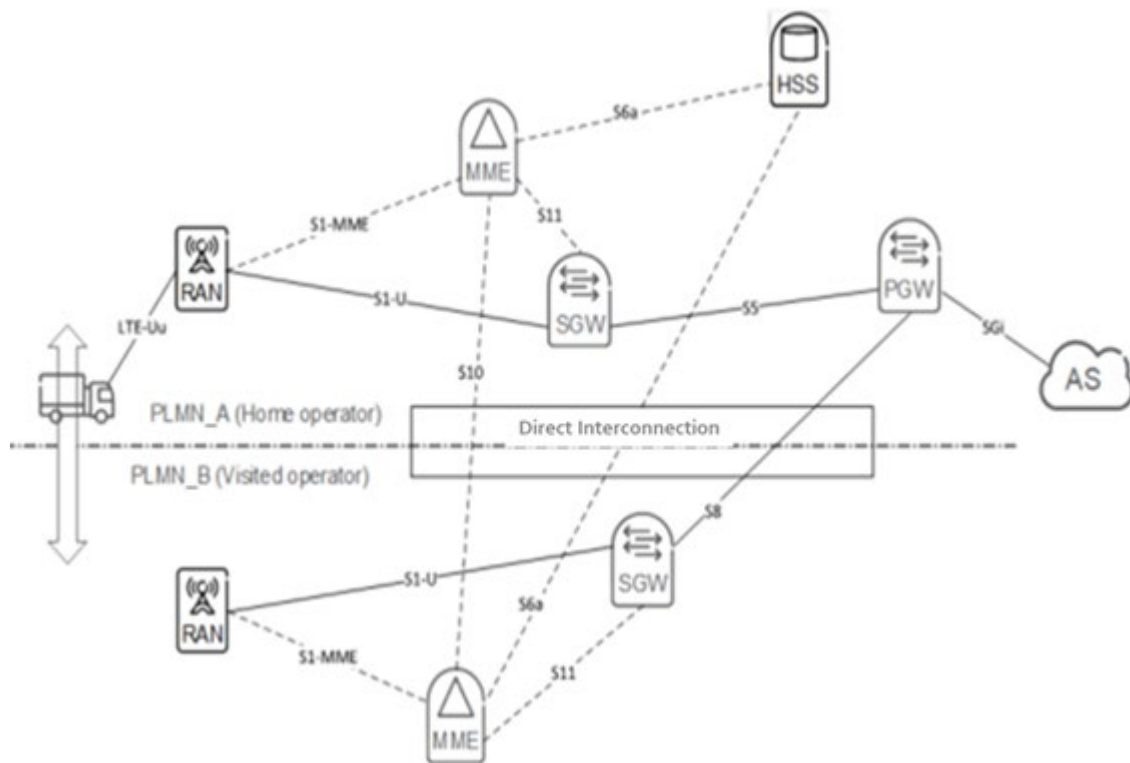 HSS
S6a
MME
S11
S1-MME
RAN
PGW
S1-U
SGW
S5
SGi
LTE-Uu
S10
AS
PLMN_A (Home operator)
Direct Interconnection
PLMN_B (Visited operator)
S8
SGW
S1-U
S6a
RAN
S1-MME
S11
MME